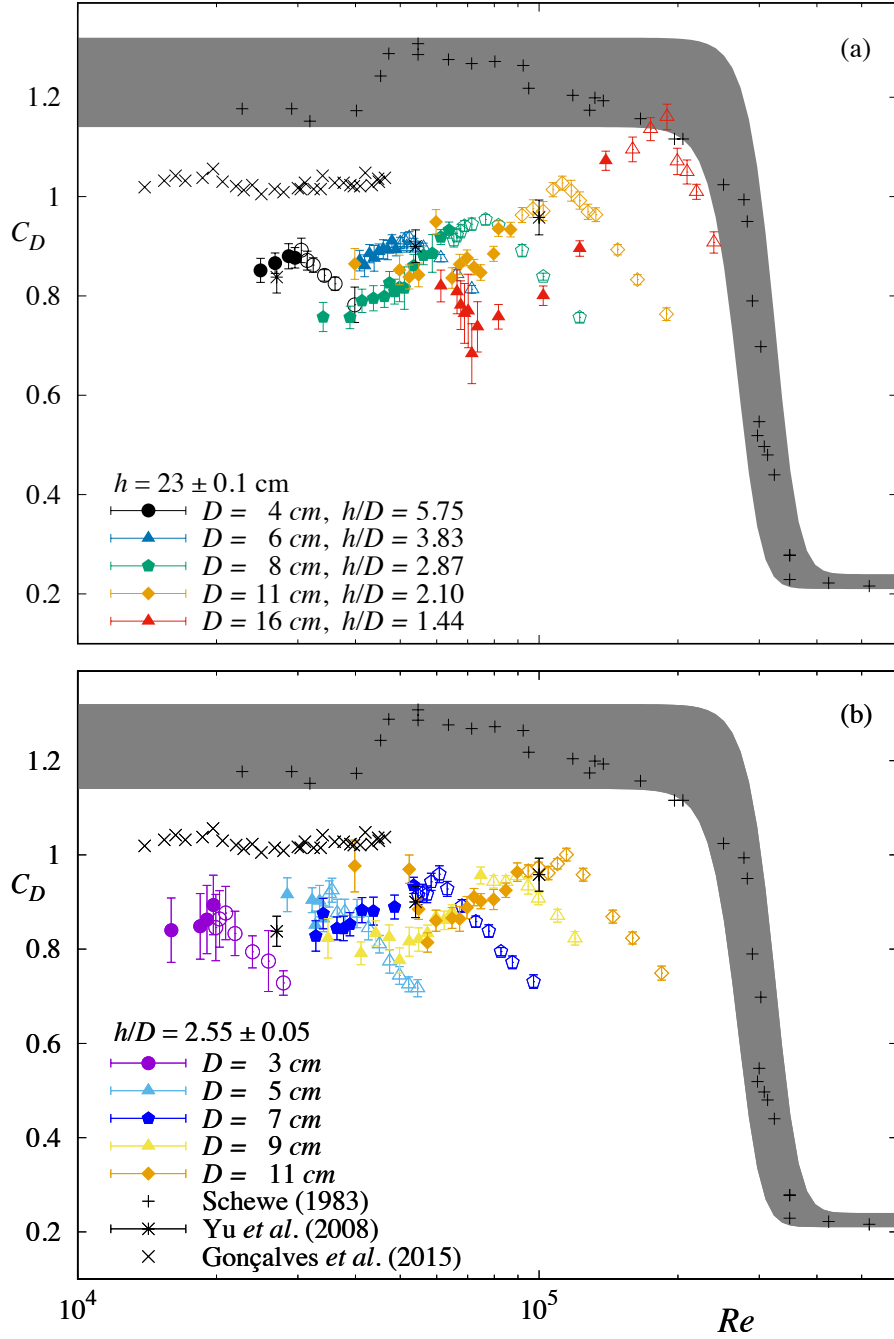 (a)
1.2
1
C_D
0.8
0.6
0.4
0.2
h = 23 ± 0.1 cm
D = 4 cm, h/D = 5.75
D = 6 cm, h/D = 3.83
D = 8 cm, h/D = 2.87
D = 11 cm, h/D = 2.10
D = 16 cm, h/D = 1.44
(b)
1.2
1
C_D
0.8
0.6
0.4
0.2
h/D = 2.55 ± 0.05
D = 3 cm
D = 5 cm
D = 7 cm
D = 9 cm
D = 11 cm
Schewe (1983)
Yu et al. (2008)
Gonçalves et al. (2015)
10^4
10^5
Re